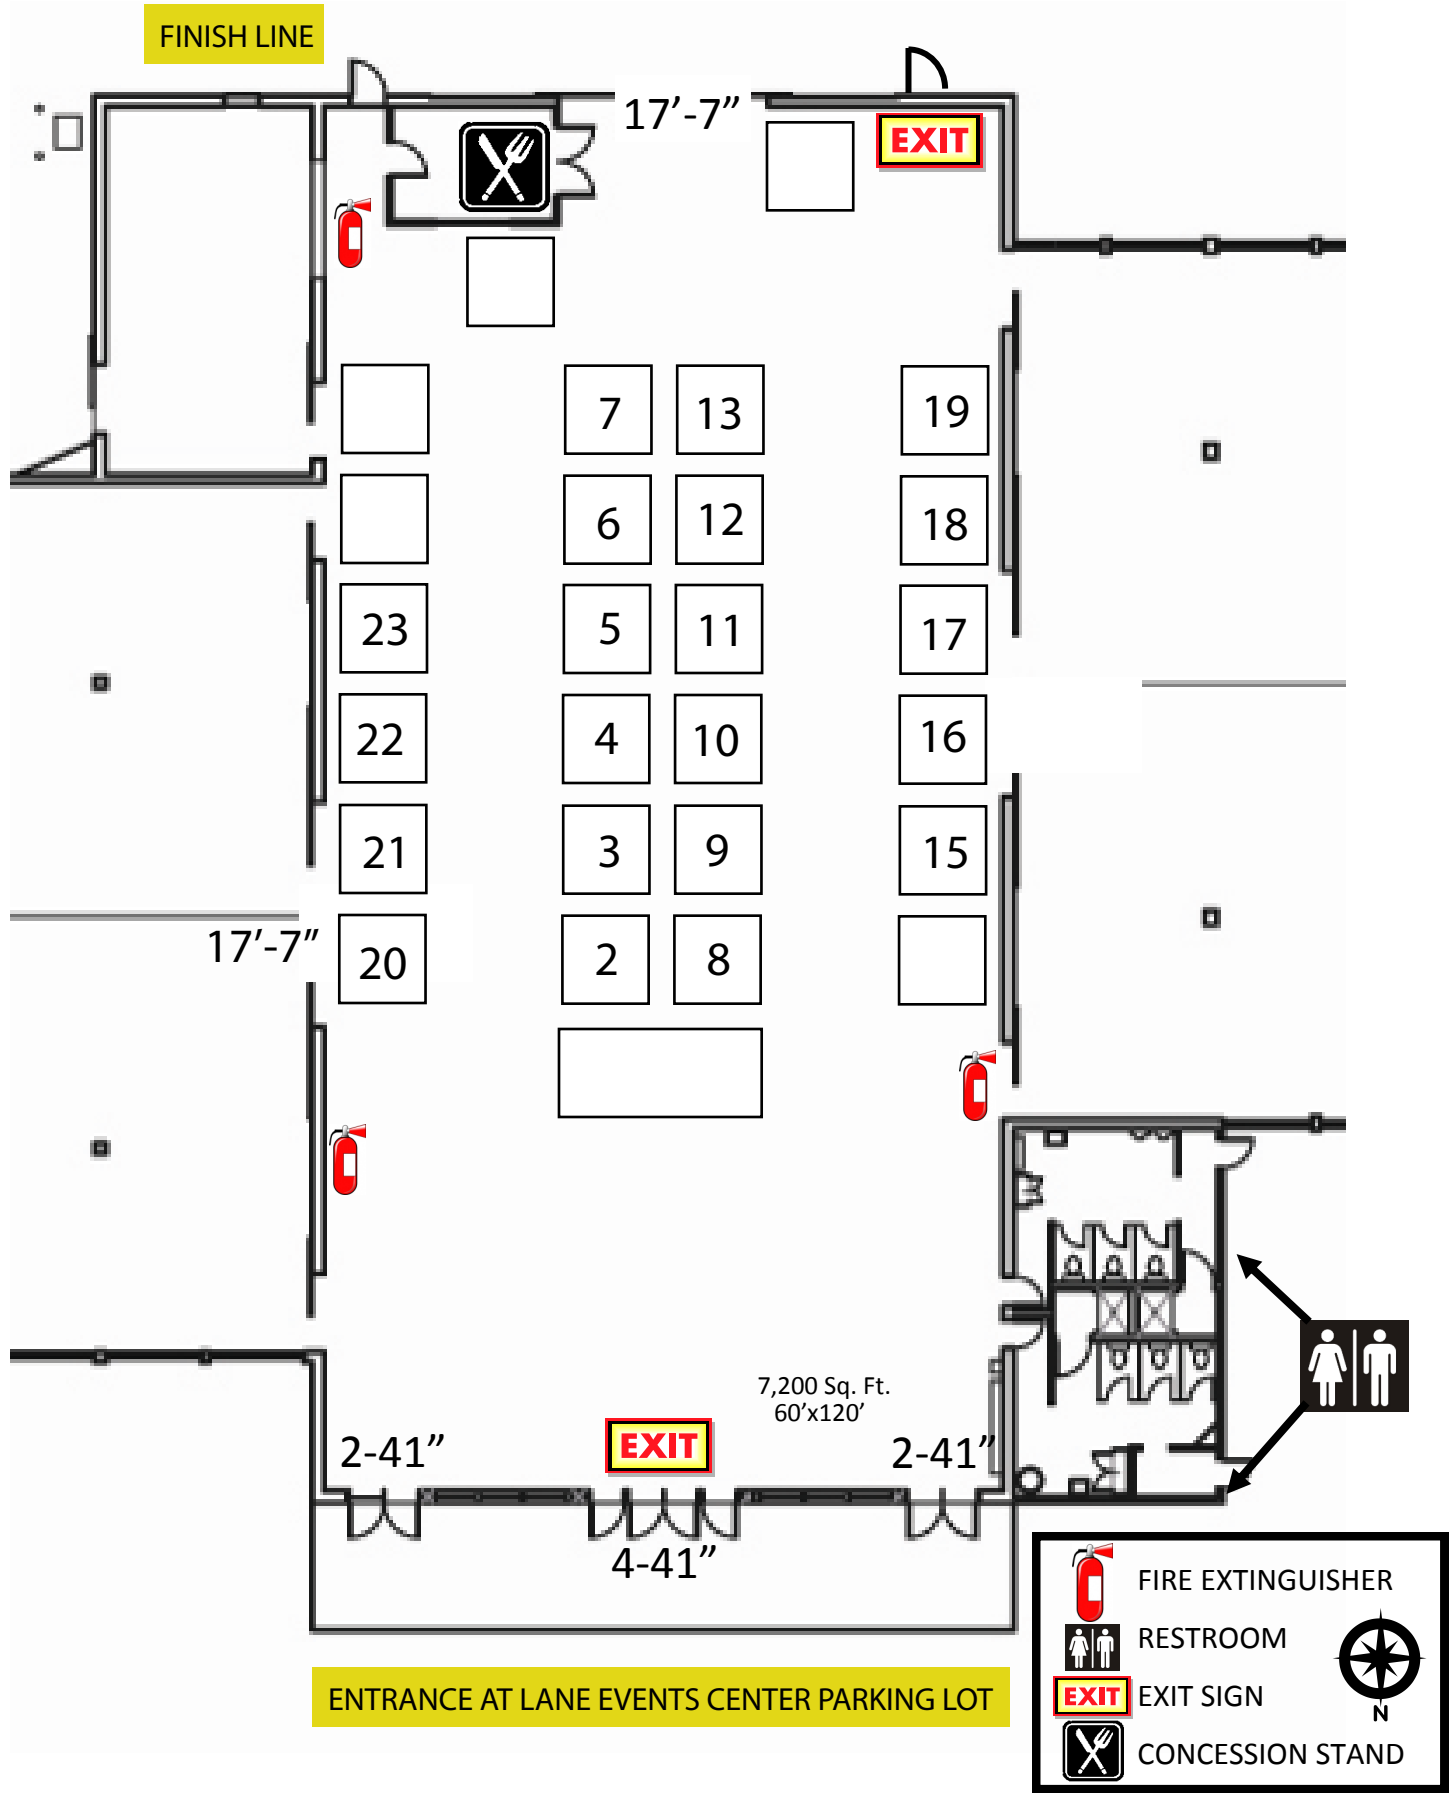 FINISH LINE
17’-7”
EXIT
7
13
19
6
12
18
23
5
11
17
22
4
10
16
21
3
9
15
17’-7”
20
2
8
7,200 Sq. Ft.
60’x120’
2-41”
EXIT
2-41”
4-41”
FIRE EXTINGUISHER
RESTROOM
EXIT
EXIT SIGN
N
CONCESSION STAND
ENTRANCE AT LANE EVENTS CENTER PARKING LOT